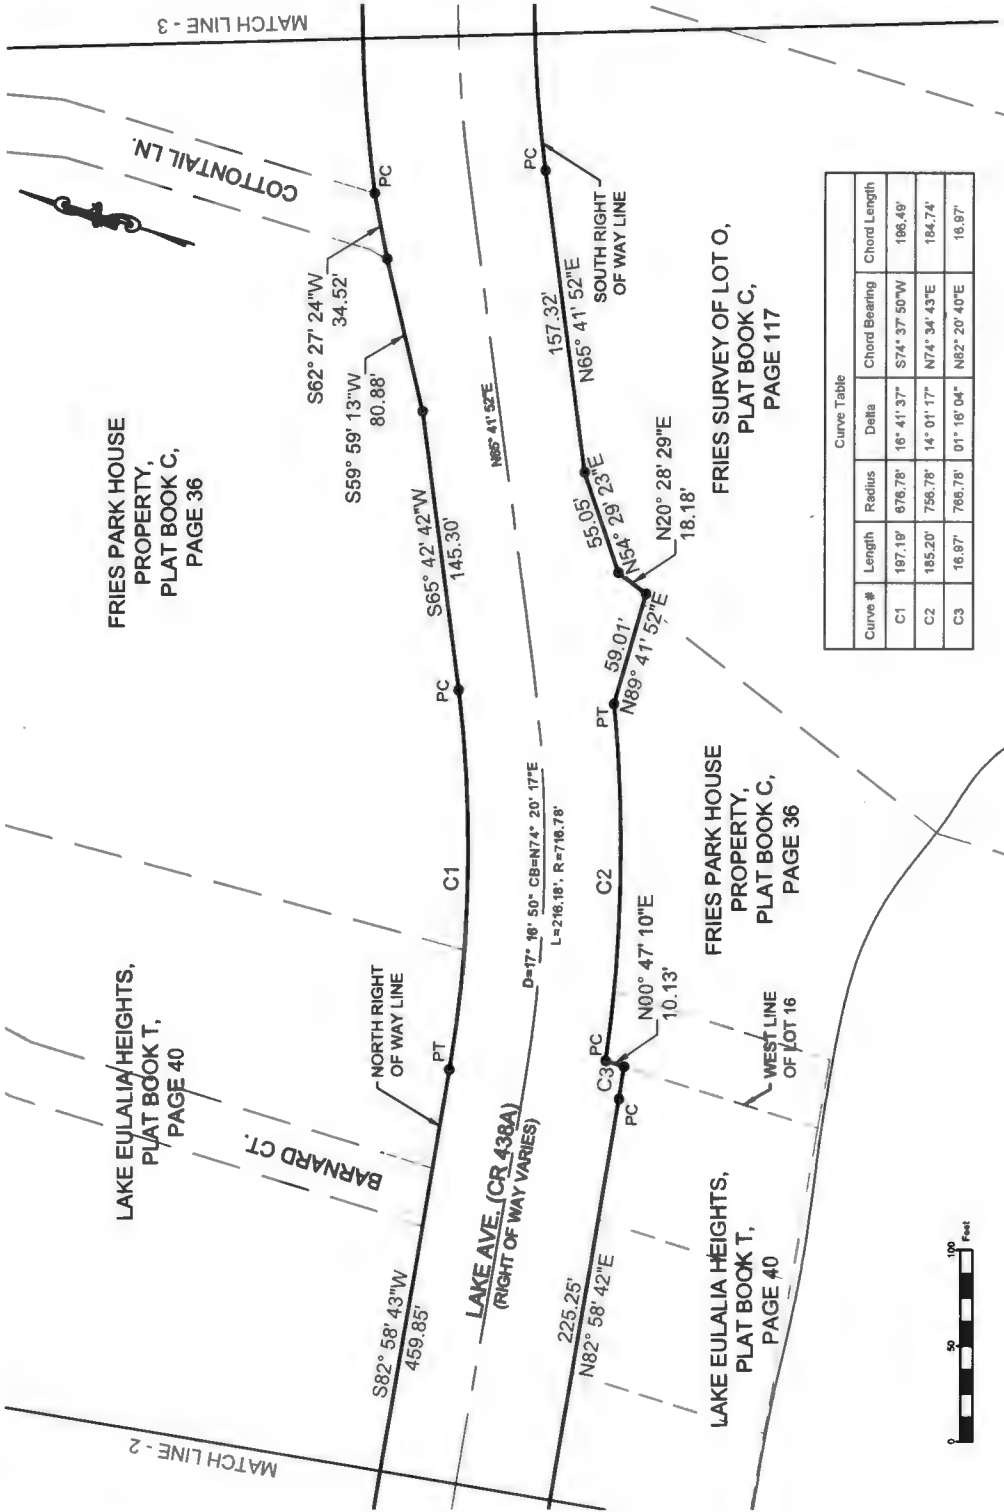 MATCH LINE - 2
MATCH LINE - 3
LAKE EULALIA HEIGHTS,
PLAT BOOK T,
PAGE 40
BARNARD CT.
FRIES PARK HOUSE
PROPERTY,
PLAT BOOK C,
PAGE 36
COTTONTAIL LN.
S82° 58' 43"W
459.85'
NORTH RIGHT
OF WAY LINE
PT
C1
PC
S65° 42' 42"W
145.30'
S59° 59' 13"W
80.88'
S62° 27' 24"W
34.52'
PC
LAKE AVE. (CR 438A)
(RIGHT OF WAY VARIES)
D=17° 16' 50" CB=N74° 20' 17"E
L=216.18', R=716.78'
N65° 41' 52"E
225.25'
N82° 58' 42"E
PC
C3
PC
N00° 47' 10"E
10.13'
C2
PT
59.01'
N89° 41' 52"E
N20° 28' 29"E
18.18'
55.05'
N54° 29' 23"E
157.32'
N65° 41' 52"E
PC
SOUTH RIGHT
OF WAY LINE
LAKE EULALIA HEIGHTS,
PLAT BOOK T,
PAGE 40
WEST LINE
OF LOT 16
FRIES PARK HOUSE
PROPERTY,
PLAT BOOK C,
PAGE 36
FRIES SURVEY OF LOT O,
PLAT BOOK C,
PAGE 117
Curve Table
Curve # Length Radius Delta Chord Bearing Chord Length
C1 197.19' 676.78' 16° 41' 37" S74° 37' 50"W 196.49'
C2 185.20' 756.78' 14° 01' 17" N74° 34' 43"E 184.74'
C3 16.97' 766.78' 01° 16' 04" N82° 20' 40"E 16.97'
0 50 100
Feet